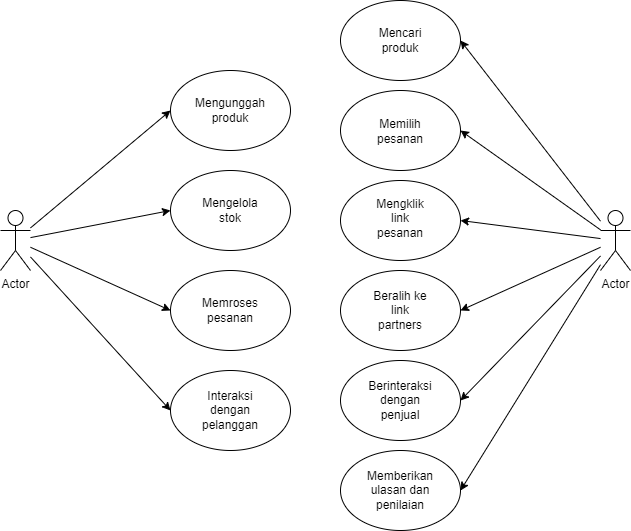 Mencari
produk
Mengunggah
produk
Memilih
pesanan
Mengelola
stok
Mengklik
link
pesanan
Actor
Actor
Memroses
pesanan
Beralih ke
link
partners
Interaksi
dengan
pelanggan
Berinteraksi
dengan
penjual
Memberikan
ulasan dan
penilaian